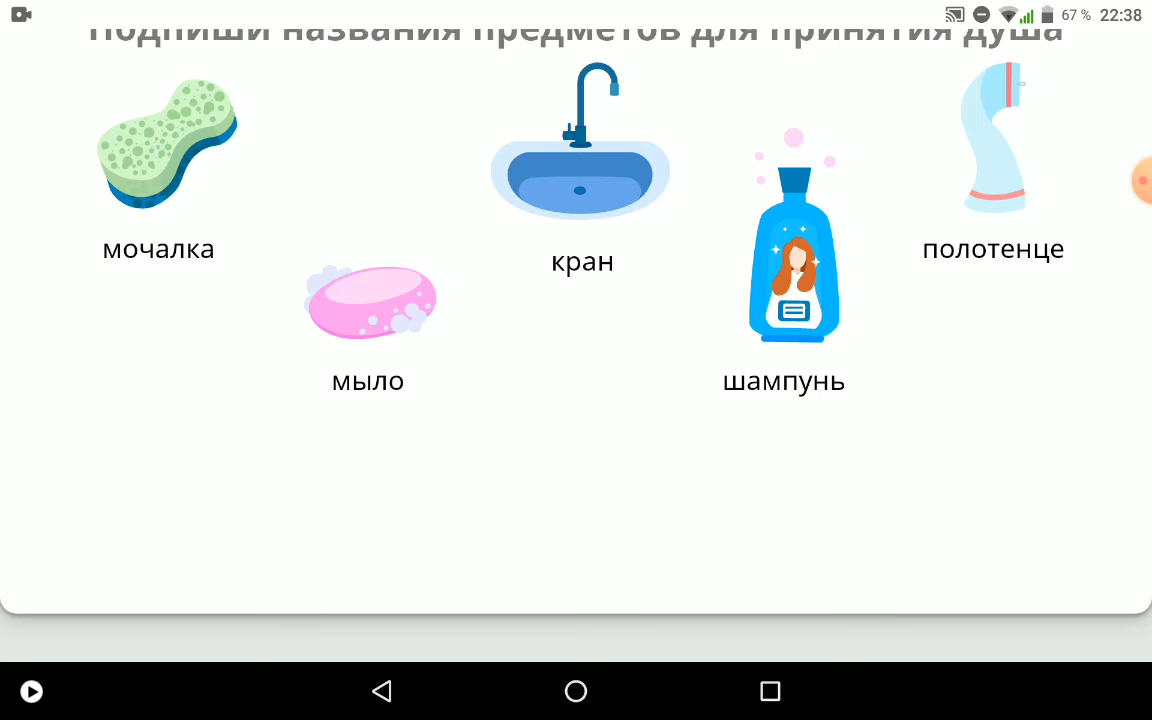 67 % 22:38
Подпиши названия предметов для принятия душа
мочалка
кран
полотенце
мыло
шампунь